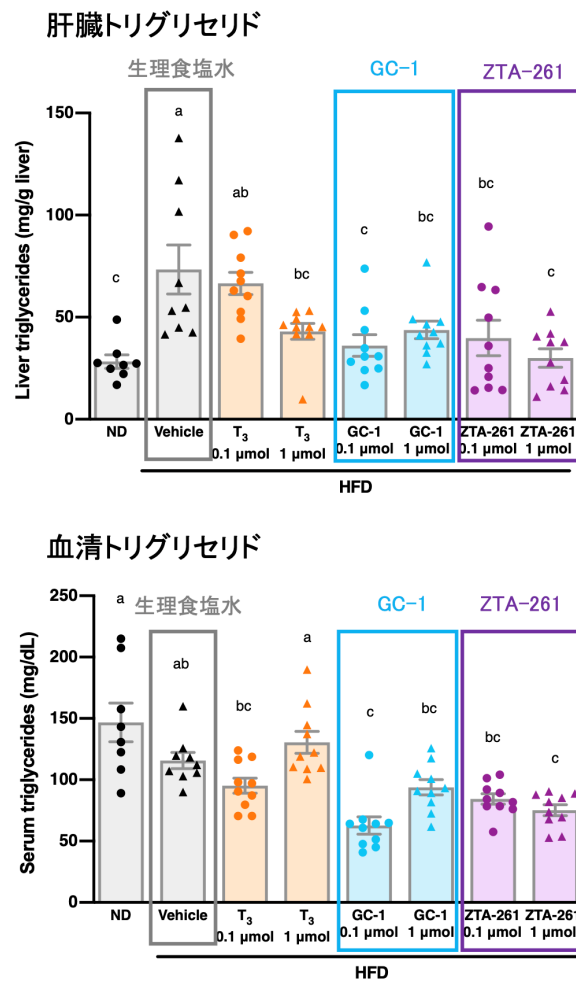 肝臓トリグリセリド
生理食塩水
GC-1
ZTA-261
Liver triglycerides (mg/g liver)
150
100
50
0
c
a
ab
bc
c
bc
bc
c
ND
Vehicle
T3
0.1 µmol
T3
1 µmol
GC-1
0.1 µmol
GC-1
1 µmol
ZTA-261
0.1 µmol
ZTA-261
1 µmol
HFD
血清トリグリセリド
生理食塩水
GC-1
ZTA-261
Serum triglycerides (mg/dL)
250
200
150
100
50
0
a
ab
bc
a
c
bc
bc
c
ND
Vehicle
T3
0.1 µmol
T3
1 µmol
GC-1
0.1 µmol
GC-1
1 µmol
ZTA-261
0.1 µmol
ZTA-261
1 µmol
HFD